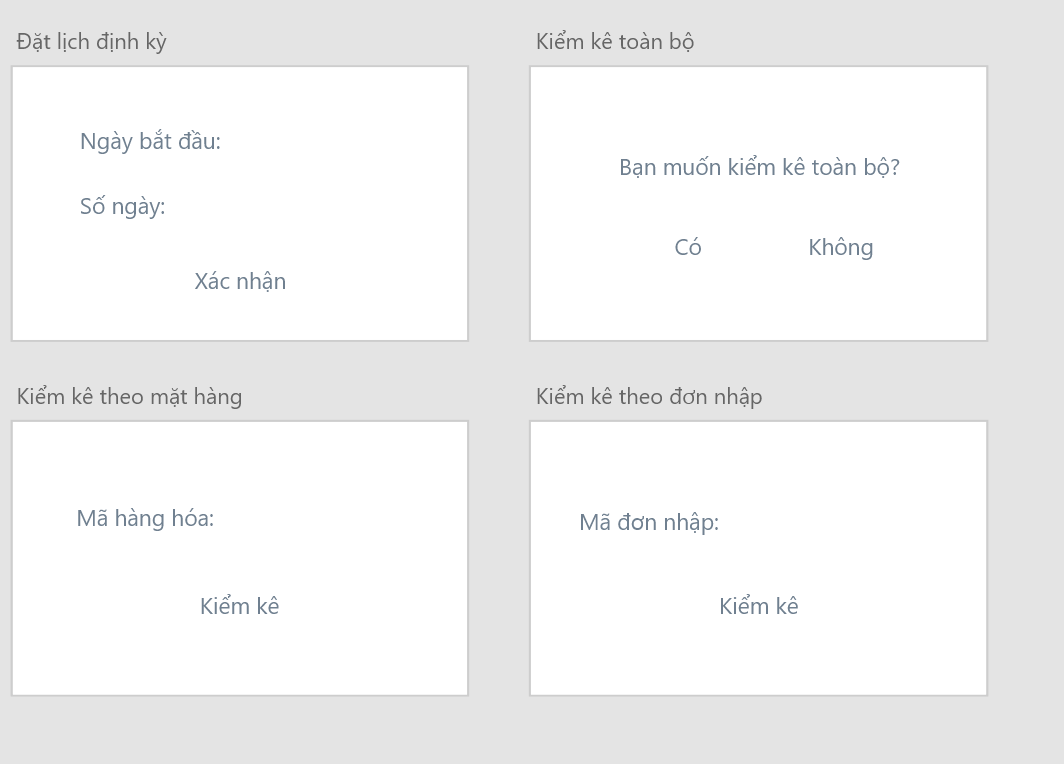 Đặt lịch định kỳ
Ngày bắt đầu:
Số ngày:
Xác nhận
Kiểm kê toàn bộ
Bạn muốn kiểm kê toàn bộ?
Có Không
Kiểm kê theo mặt hàng
Mã hàng hóa:
Kiểm kê
Kiểm kê theo đơn nhập
Mã đơn nhập:
Kiểm kê